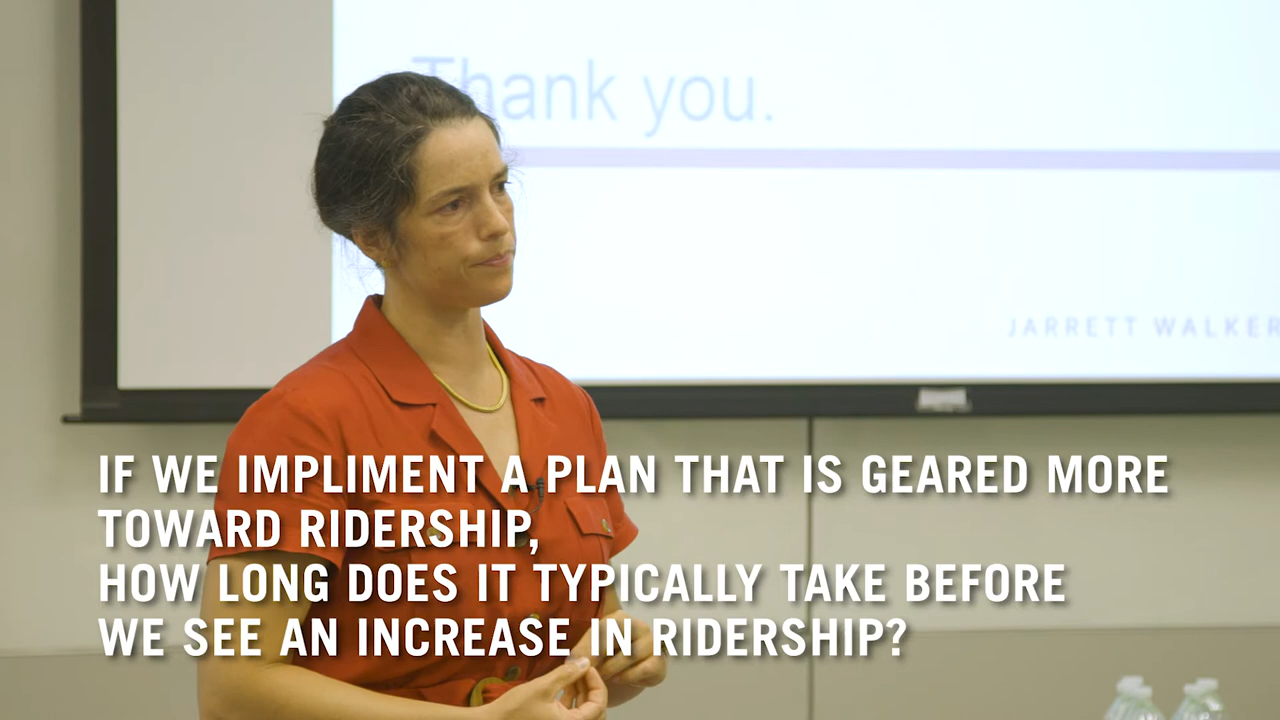 Thank you.
JARRETT WALKER
IF WE IMPLIMENT A PLAN THAT IS GEARED MORE
TOWARD RIDERSHIP,
HOW LONG DOES IT TYPICALLY TAKE BEFORE
WE SEE AN INCREASE IN RIDERSHIP?